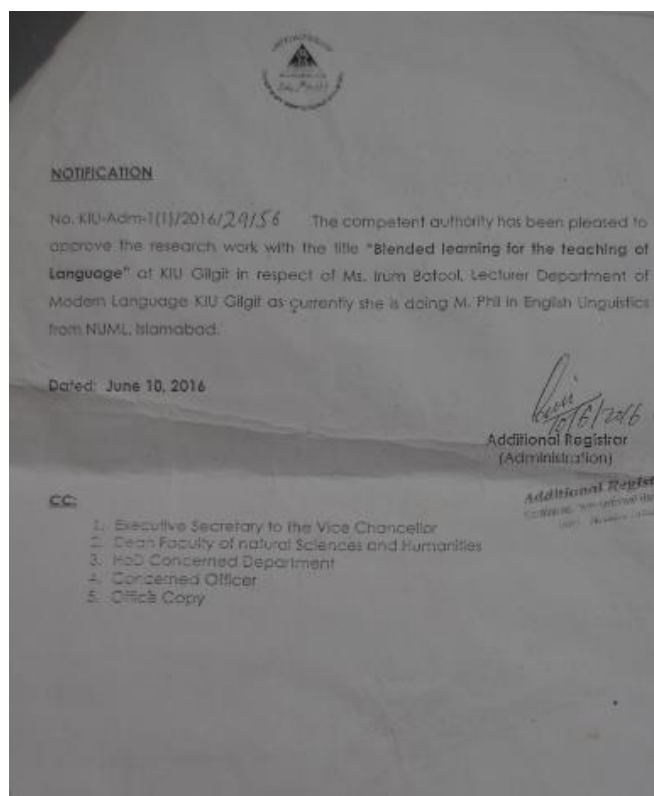 NOTIFICATION
No. KIU-Adm-1(1)/2016/29156 The competent authority has been pleased to
approve the research work with the title "Blended learning for the teaching of
Language" at KIU Gilgit in respect of Ms. Irum Batool, Lecturer Department of
Modern Language KIU Gilgit as currently she is doing M. Phil in English Linguistics
from NUML, Islamabad.
Dated: June 10, 2016
10/6/2016
Additional Registrar
(Administration)
Additional Regist
CC:
1. Executive Secretary to the Vice Chancellor
2. Dean Faculty of natural Sciences and Humanities
3. HoD Concerned Department
4. Concerned Officer
5. Office Copy